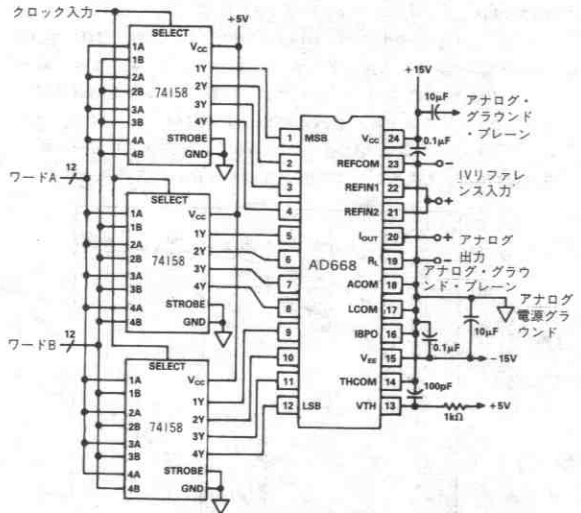 クロック入力
+5V
SELECT
1A
1B
2A
2B
3A
3B
4A
4B
74158
VCC
1Y
2Y
3Y
4Y
STROBE
GND
ワードA
12
SELECT
1A
1B
2A
2B
3A
3B
4A
4B
74158
VCC
1Y
2Y
3Y
4Y
STROBE
GND
ワードB
12
SELECT
1A
1B
2A
2B
3A
3B
4A
4B
74158
VCC
1Y
2Y
3Y
4Y
STROBE
GND
AD668
1 MSB
2
3
4
5
6
7
8
9
10
11
12 LSB
VCC 24
REFCOM 23
REFIN1 22
REFIN2 21
IOUT 20
RL 19
ACOM 18
LCOM 17
IBPO 16
VEE 15
THCOM 14
VTH 13
+15V
10μF
アナログ・
グラウンド
・プレーン
0.1μF
−
1Vリファレ
ンス入力
+
+ アナログ
− 出力
アナログ・グラウ
ンド・プレーン
アナログ
電源グラ
ウンド
10μF
0.1μF
−15V
100pF
1kΩ
+5V